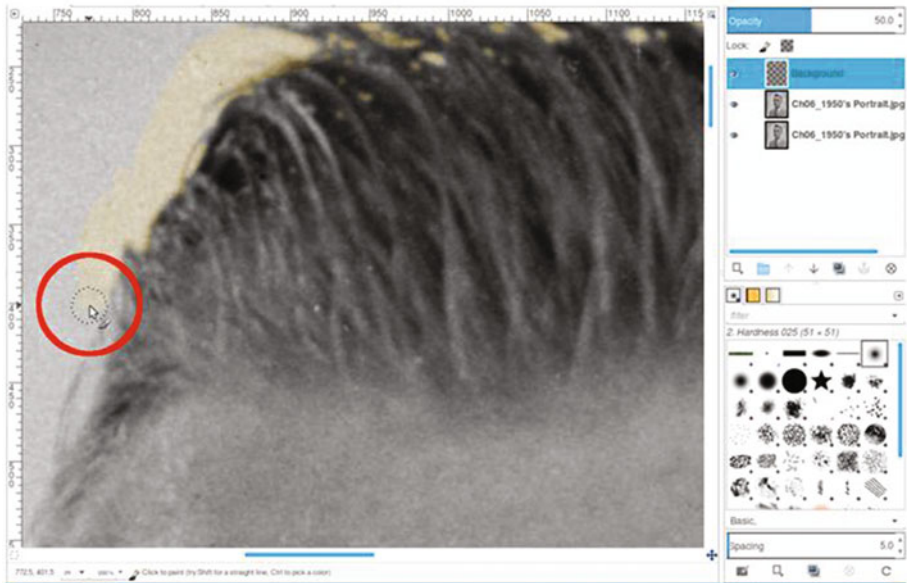 750 800 850 900 950 1000 1050 1100 115
Opacity 50.0
Lock:
Background
Ch06_1950's Portrait.jpg
Ch06_1950's Portrait.jpg
filter
2. Hardness 025 (51 × 51)
Basic,
Spacing 5.0
772.5, 401.5 Click to paint (try Shift for a straight line, Ctrl to pick a color)